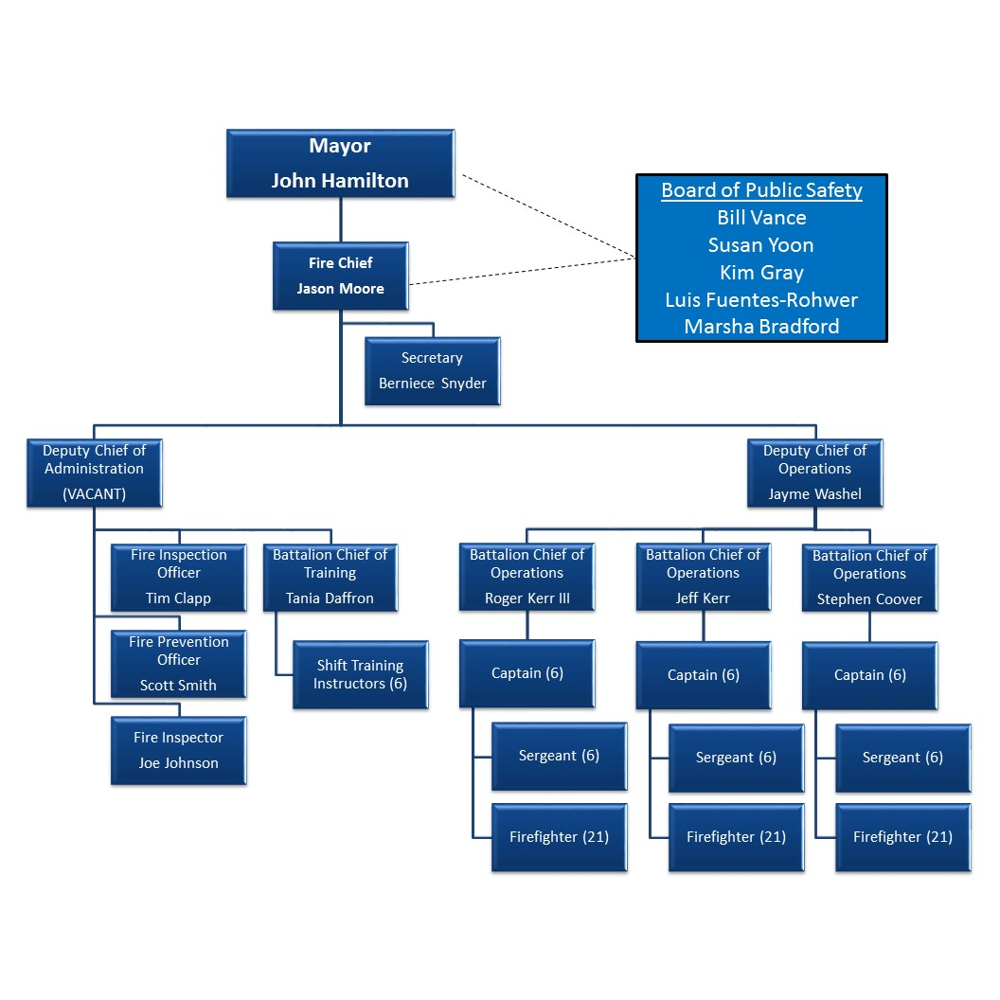 Mayor
John Hamilton
Board of Public Safety
Bill Vance
Susan Yoon
Kim Gray
Luis Fuentes-Rohwer
Marsha Bradford
Fire Chief
Jason Moore
Secretary
Berniece Snyder
Deputy Chief of
Administration
(VACANT)
Deputy Chief of
Operations
Jayme Washel
Fire Inspection
Officer
Tim Clapp
Battalion Chief of
Training
Tania Daffron
Battalion Chief of
Operations
Roger Kerr III
Battalion Chief of
Operations
Jeff Kerr
Battalion Chief of
Operations
Stephen Coover
Fire Prevention
Officer
Scott Smith
Shift Training
Instructors (6)
Captain (6)
Captain (6)
Captain (6)
Fire Inspector
Joe Johnson
Sergeant (6)
Sergeant (6)
Sergeant (6)
Firefighter (21)
Firefighter (21)
Firefighter (21)